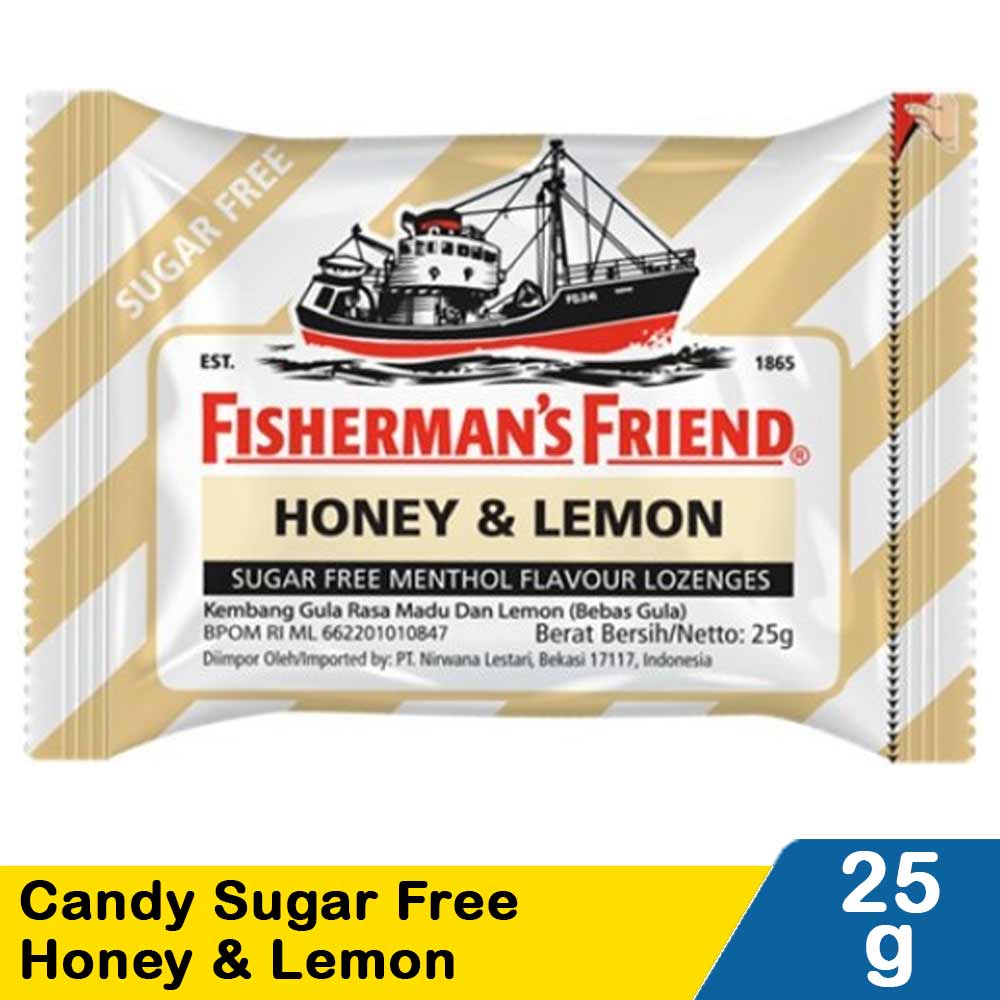 SUGAR FREE
EST. 1865
FISHERMAN'S FRIEND®
HONEY & LEMON
SUGAR FREE MENTHOL FLAVOUR LOZENGES
Kembang Gula Rasa Madu Dan Lemon (Bebas Gula)
BPOM RI ML 662201010847 Berat Bersih/Netto: 25g
Diimpor Oleh/Imported by: PT. Nirwana Lestari, Bekasi 17117, Indonesia
Candy Sugar Free
Honey & Lemon
25
g